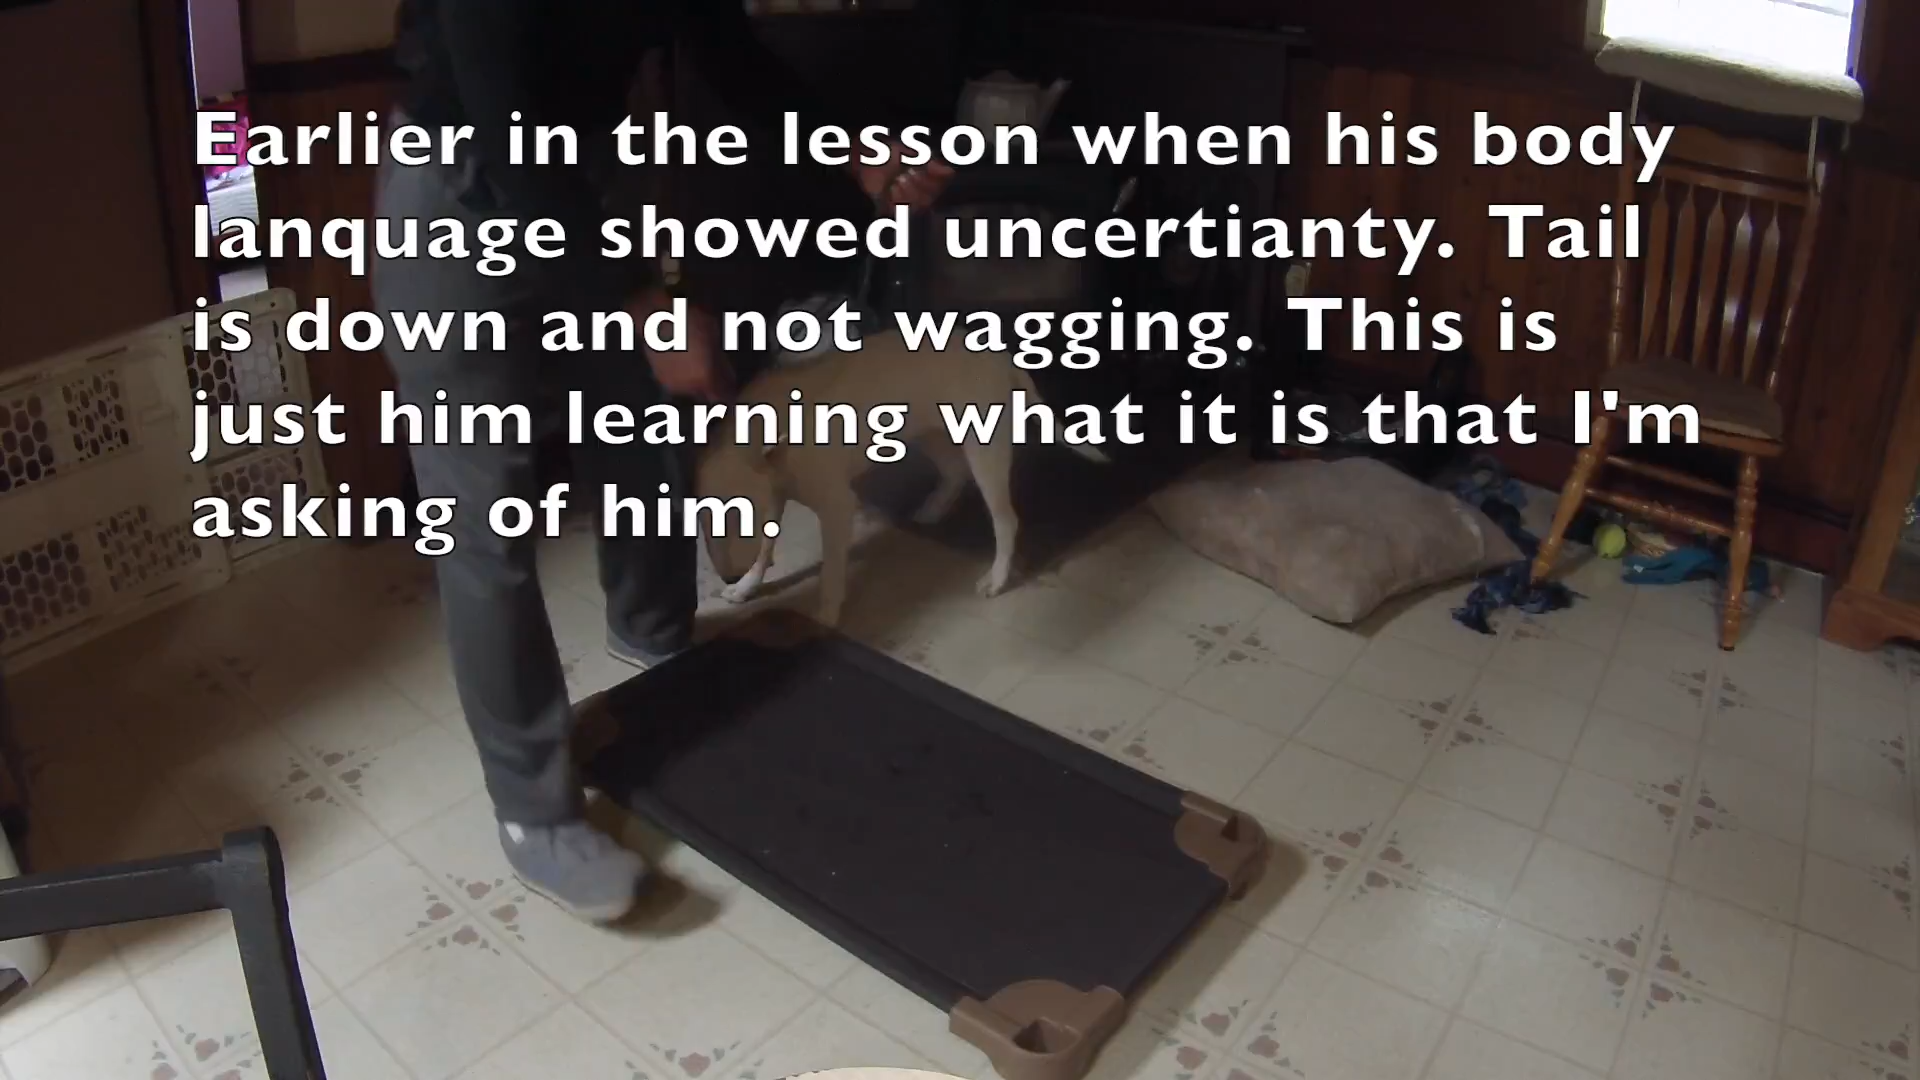 Earlier in the lesson when his body
lanquage showed uncertianty. Tail
is down and not wagging. This is
just him learning what it is that I'm
asking of him.